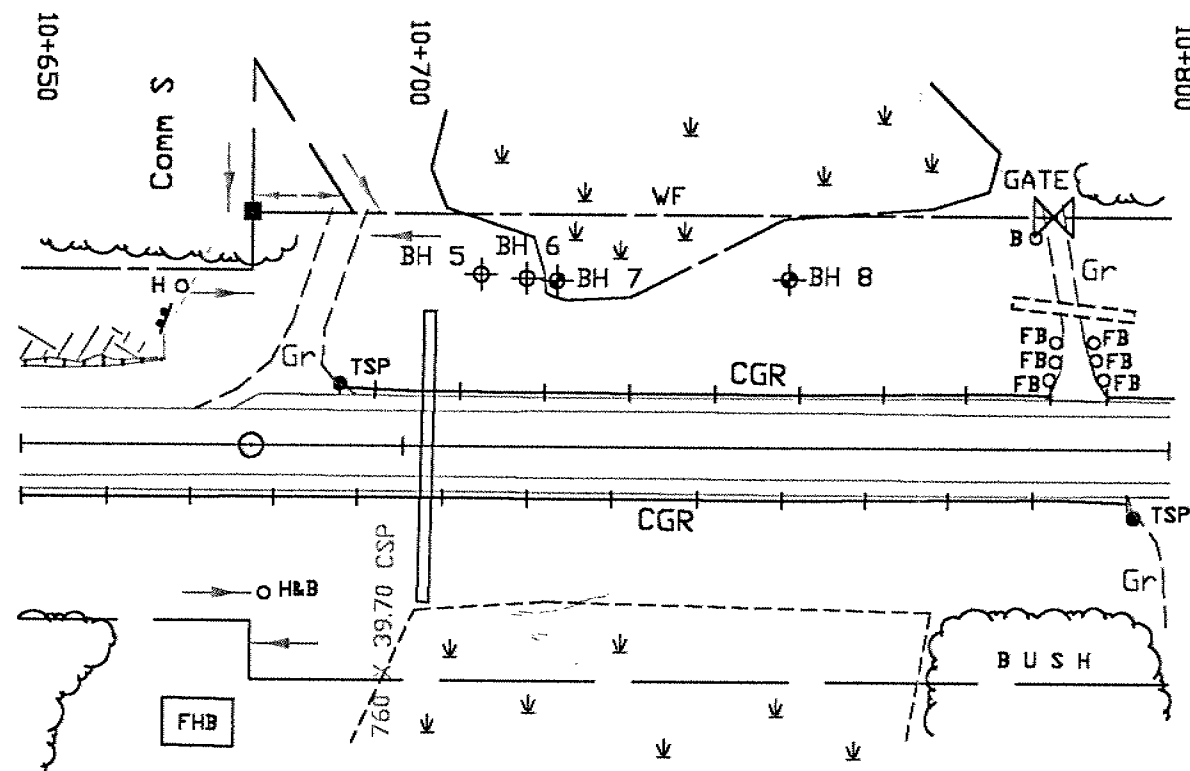 10+650
10+700
10+800
Comm S
GATE
WF
B
BH 5
BH 6
BH 7
BH 8
Gr
H
FB
FB
FB
FB
FB
FB
Gr
TSP
CGR
CGR
TSP
760 X 39.70 CSP
H&B
Gr
BUSH
FHB